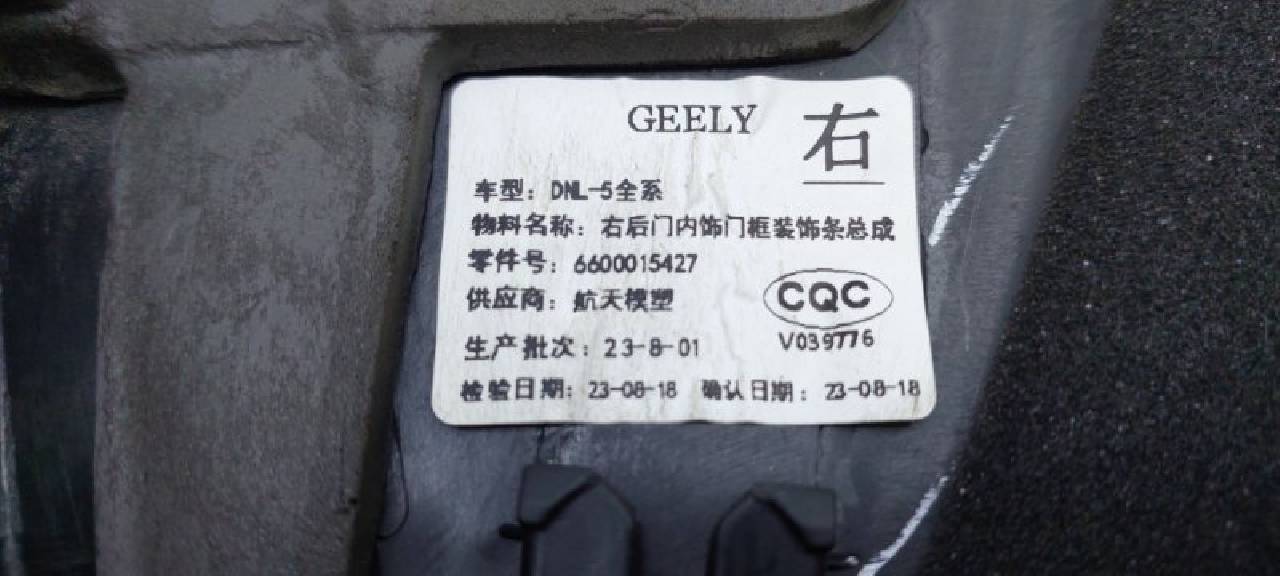 GEELY 右
车型：DNL-5全系
物料名称：右后门内饰门框装饰条总成
零件号：6600015427
供应商：航天模塑
CQC
生产批次：23-8-01
V039776
检验日期：23-08-18 确认日期：23-08-18